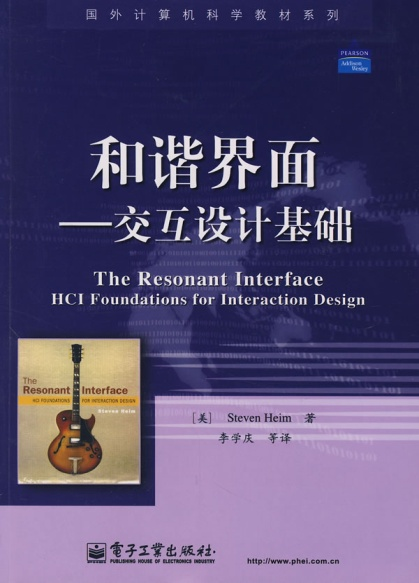 国外计算机科学教材系列
PEARSON
Addison
Wesley
和谐界面
——交互设计基础
The Resonant Interface
HCI Foundations for Interaction Design
The
Resonant Interface
HCI FOUNDATIONS FOR INTERACTION DESIGN
Steven Heim
[美] Steven Heim 著
李学庆 等译
電子工業出版社·
PUBLISHING HOUSE OF ELECTRONICS INDUSTRY
http://www.phei.com.cn